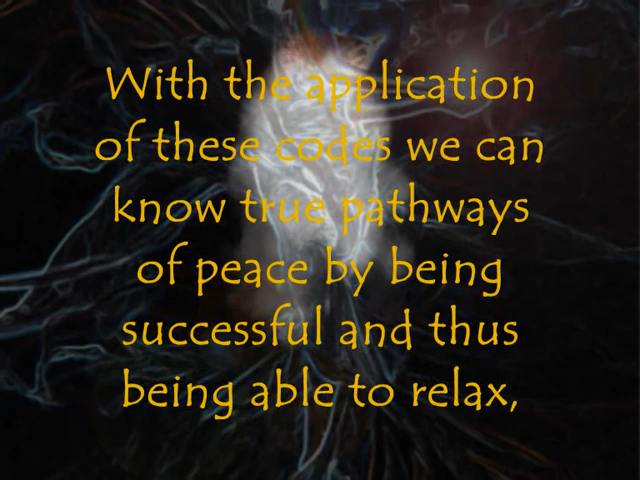 With the application
of these codes we can
know true pathways
of peace by being
successful and thus
being able to relax,